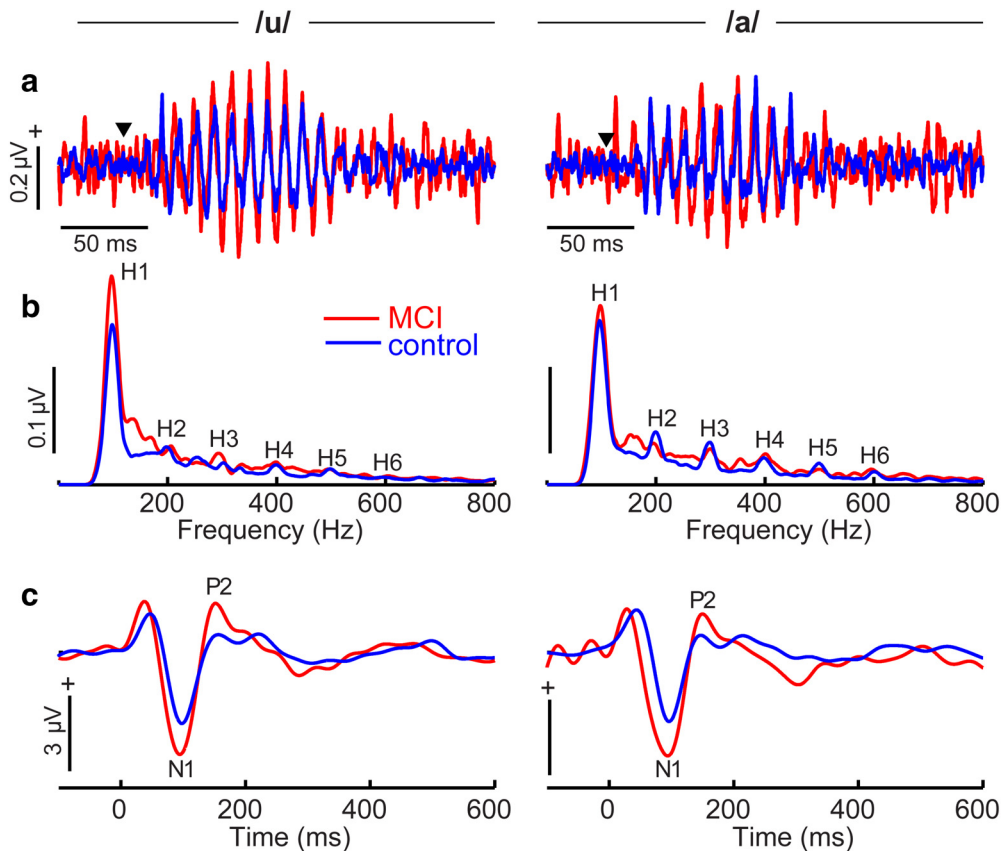 /u/ /a/
a
+
0.2 µV
50 ms 50 ms
b
H1 H1
MCI
control
0.1 µV
H2 H3 H4 H5 H6 H2 H3 H4 H5 H6
200 400 600 800 200 400 600 800
Frequency (Hz) Frequency (Hz)
c
P2 P2
+ +
3 µV
N1 N1
0 200 400 600 0 200 400 600
Time (ms) Time (ms)